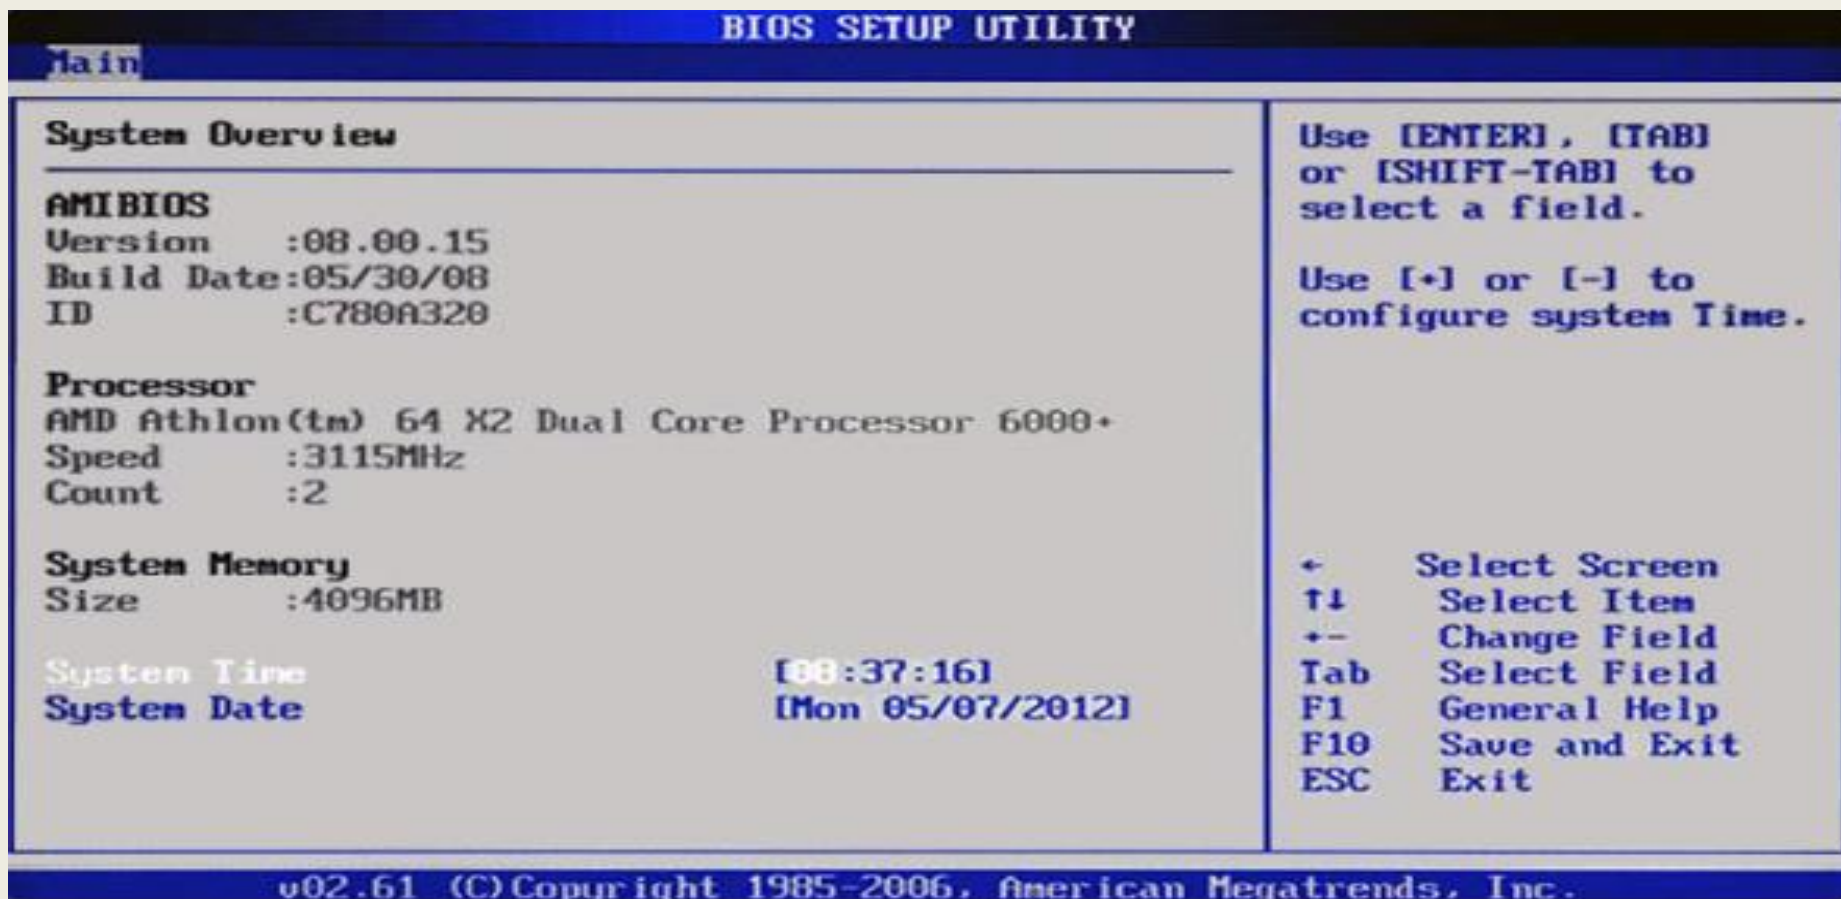 BIOS SETUP UTILITY
Main
System Overview
AMIBIOS
Version :08.00.15
Build Date:05/30/08
ID :C780A320
Processor
AMD Athlon(tm) 64 X2 Dual Core Processor 6000+
Speed :3115MHz
Count :2
System Memory
Size :4096MB
System Time [08:37:16]
System Date [Mon 05/07/2012]
Use [ENTER], [TAB]
or [SHIFT-TAB] to
select a field.
Use [+] or [-] to
configure system Time.
← Select Screen
↑↓ Select Item
+- Change Field
Tab Select Field
F1 General Help
F10 Save and Exit
ESC Exit
v02.61 (C)Copyright 1985-2006, American Megatrends, Inc.